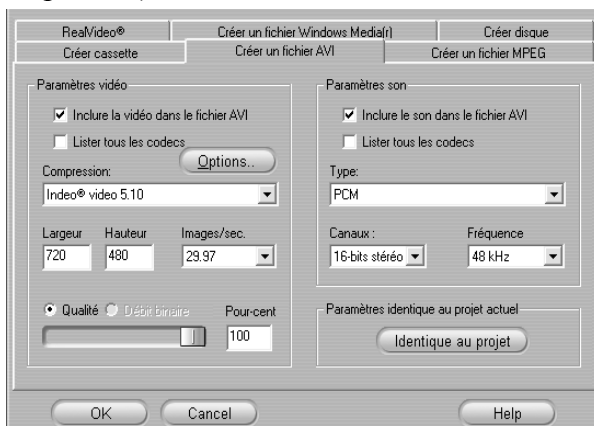 RealVideo® Créer un fichier Windows Media(r) Créer disque
Créer cassette Créer un fichier AVI Créer un fichier MPEG
Paramètres vidéo
Inclure la vidéo dans le fichier AVI
Lister tous les codecs
Options..
Compression:
Indeo® video 5.10
Largeur Hauteur Images/sec.
720 480 29.97
Qualité Débit binaire Pour-cent
100
Paramètres son
Inclure le son dans le fichier AVI
Lister tous les codecs
Type:
PCM
Canaux : Fréquence
16-bits stéréo 48 kHz
Paramètres identique au projet actuel
Identique au projet
OK Cancel Help